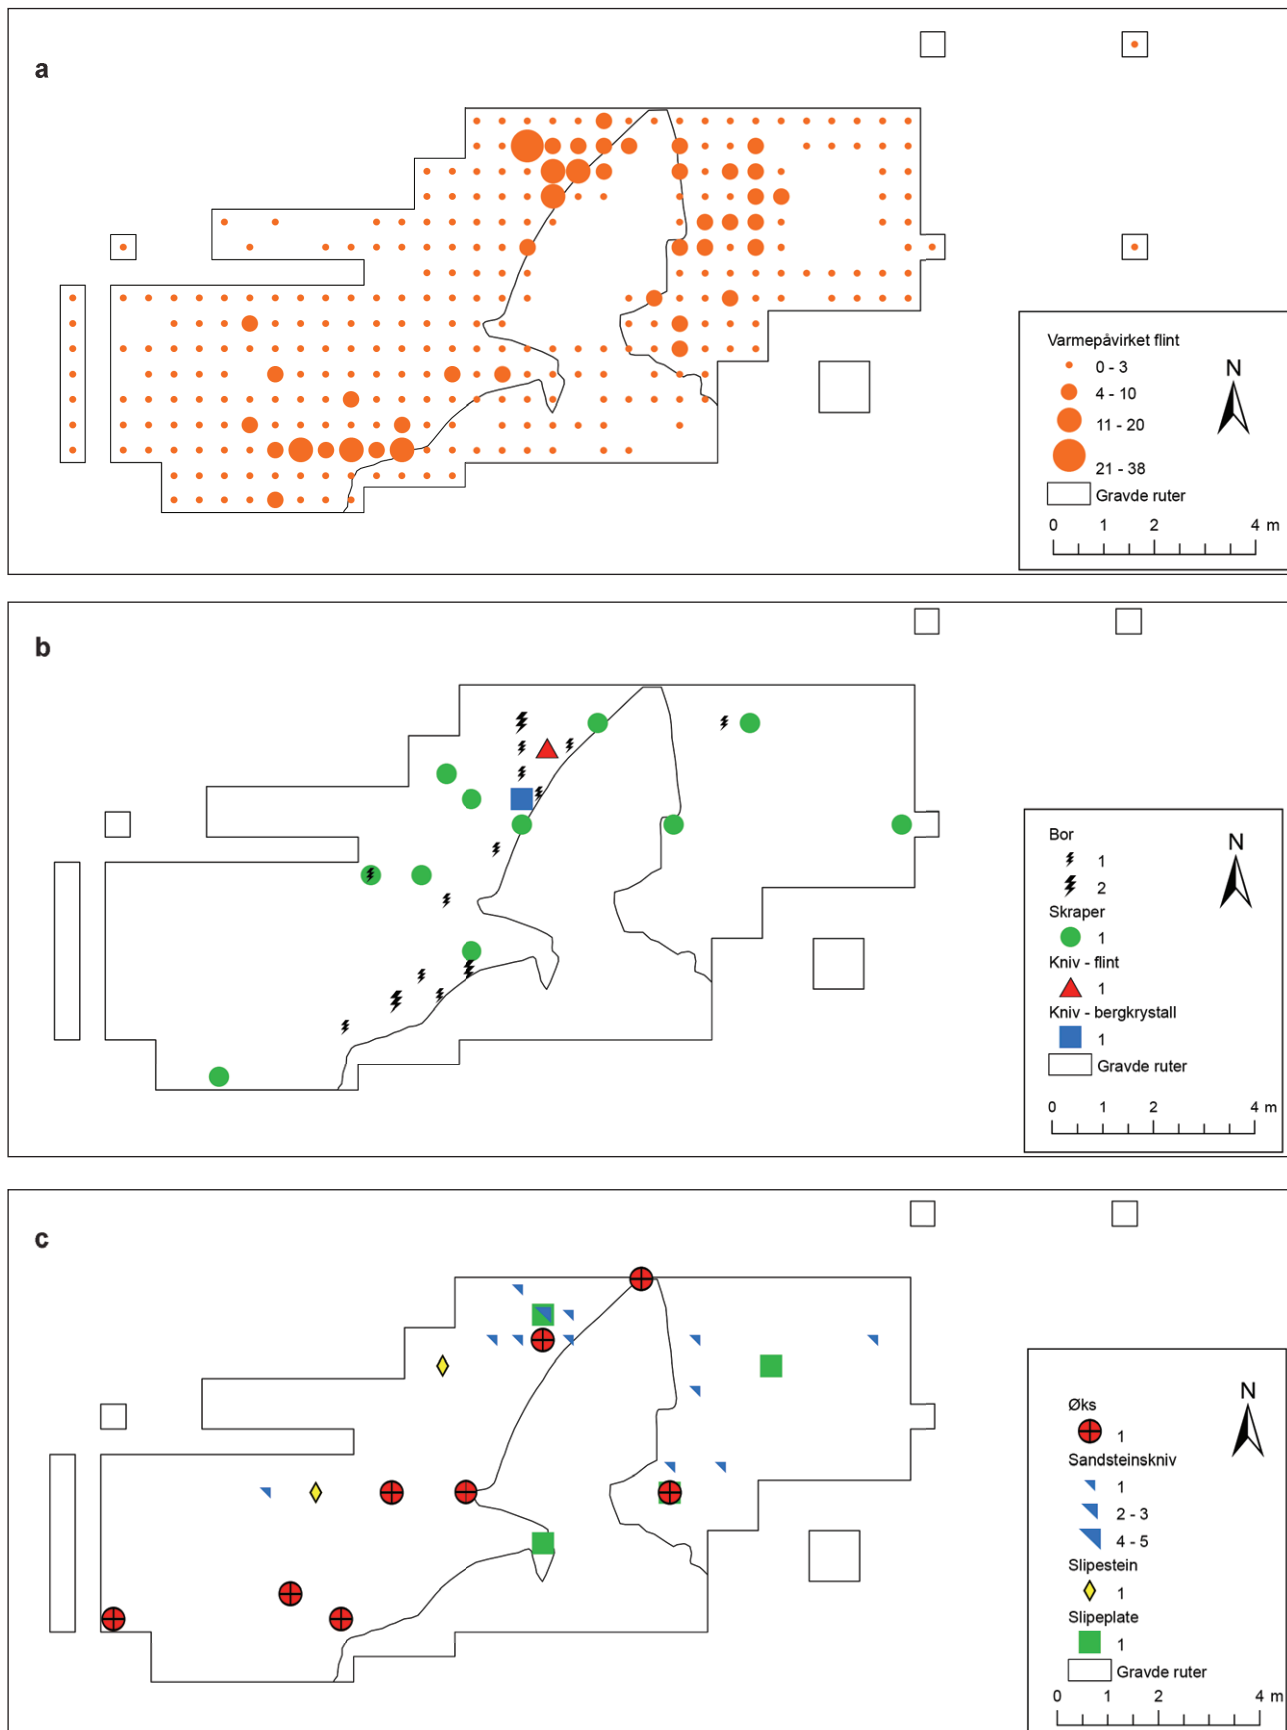 a
Varmepåvirket flint
0 - 3
4 - 10
11 - 20
21 - 38
Gravde ruter
N
0 1 2 4 m
b
Bor
1
2
Skraper
1
Kniv - flint
1
Kniv - bergkrystall
1
Gravde ruter
N
0 1 2 4 m
c
Øks
1
Sandsteinskniv
1
2 - 3
4 - 5
Slipestein
1
Slipeplate
1
Gravde ruter
N
0 1 2 4 m